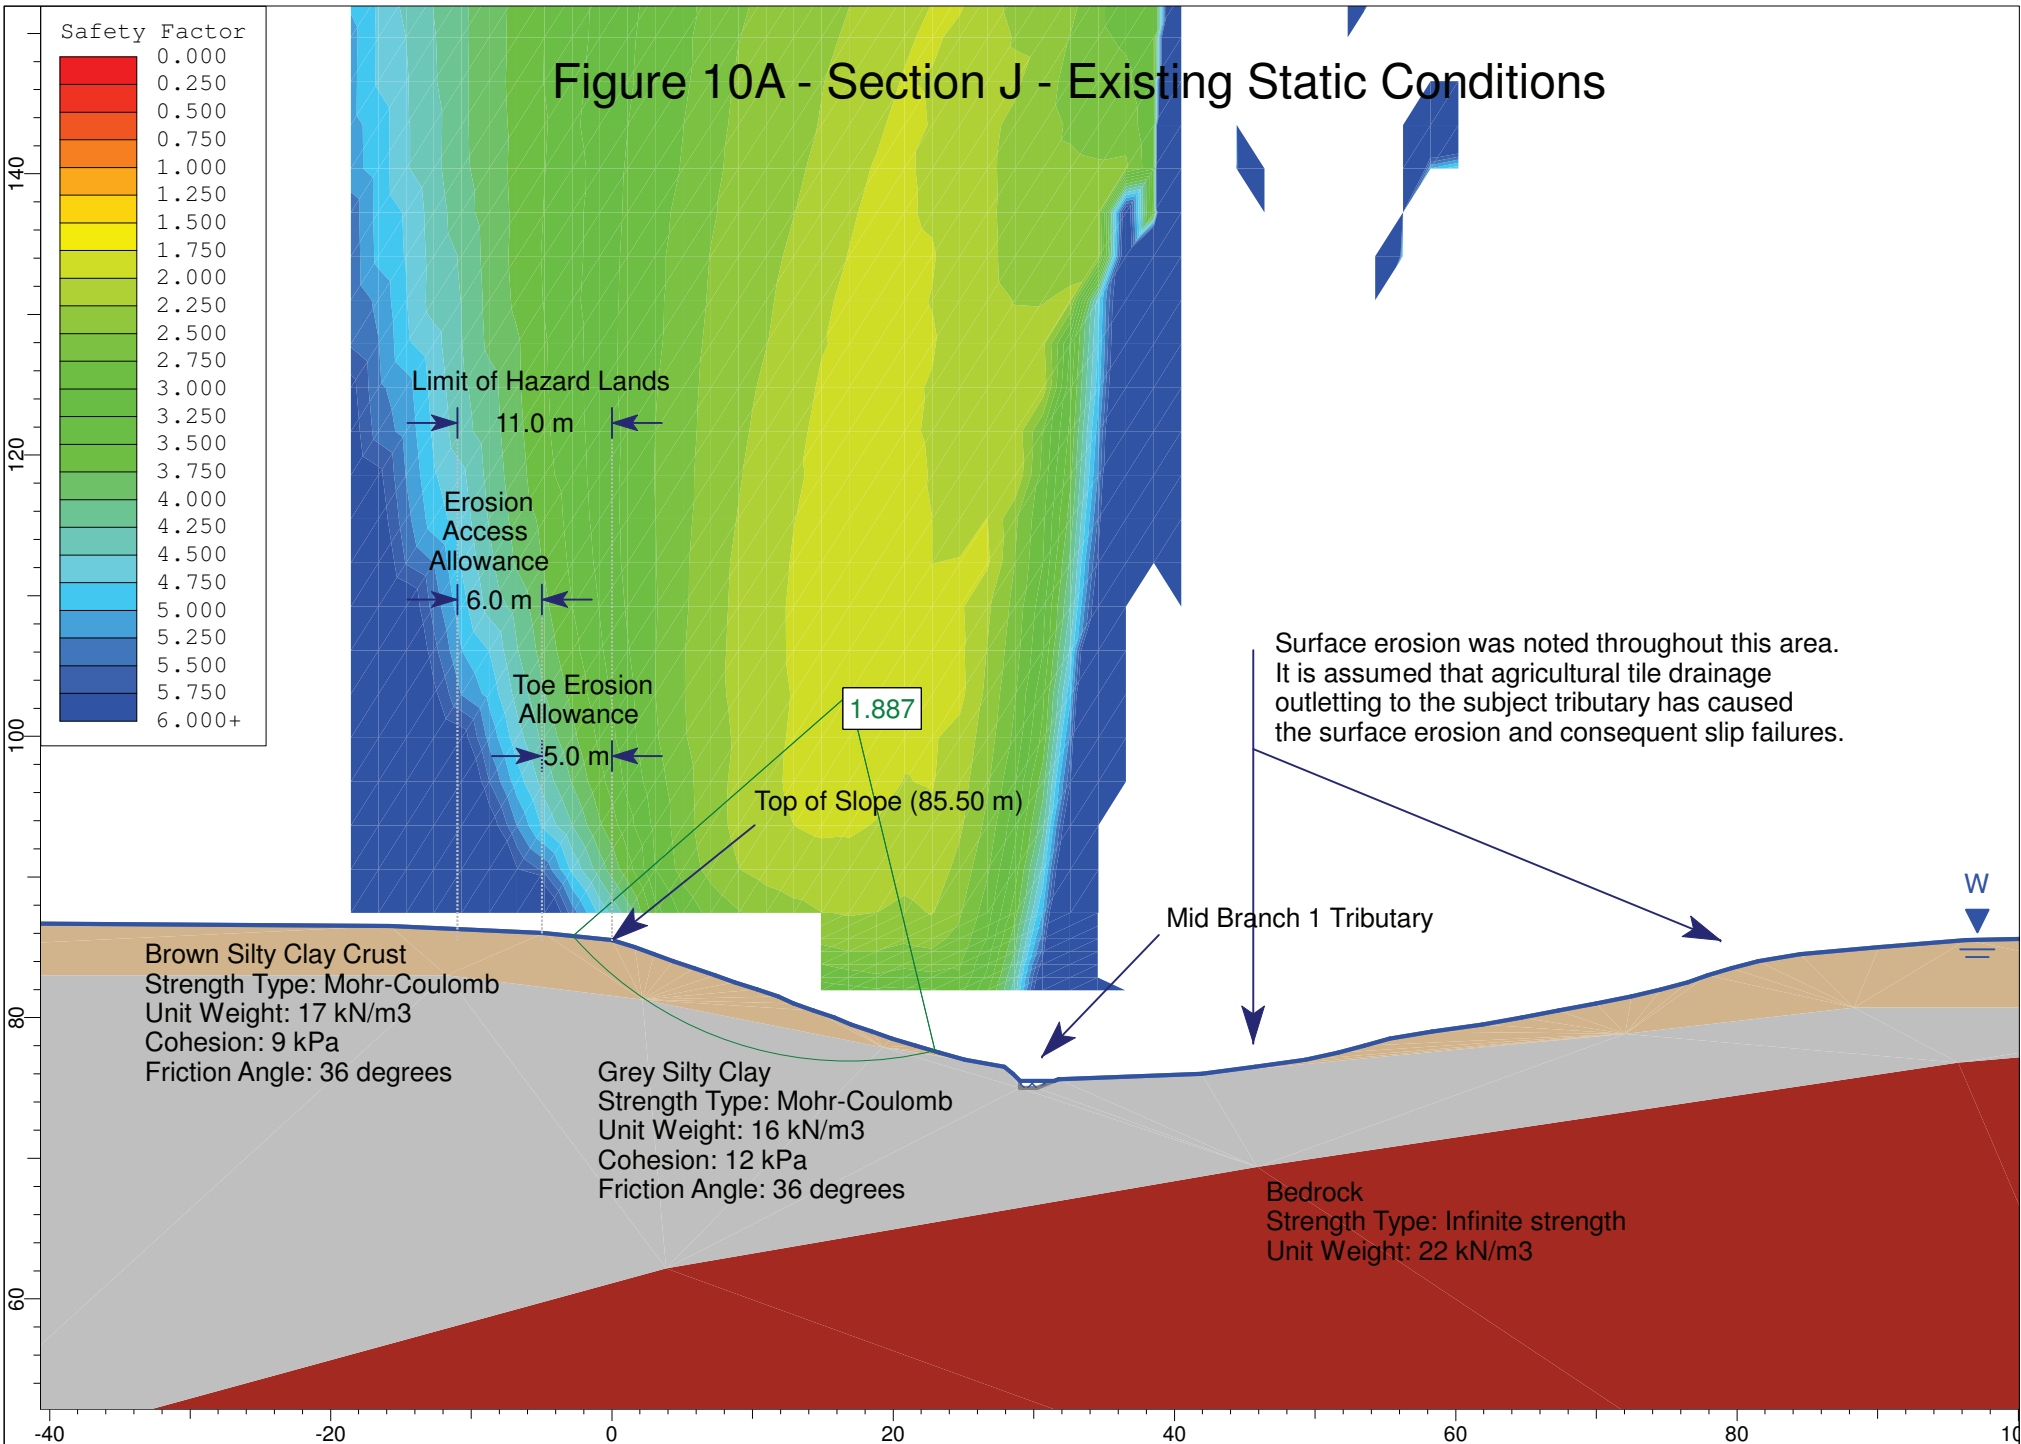 Safety Factor
0.000
0.250
0.500
0.750
1.000
1.250
1.500
1.750
2.000
2.250
2.500
2.750
3.000
3.250
3.500
3.750
4.000
4.250
4.500
4.750
5.000
5.250
5.500
5.750
6.000+
Figure 10A - Section J - Existing Static Conditions
140
120
100
80
60
Limit of Hazard Lands
11.0 m
Erosion
Access
Allowance
6.0 m
Toe Erosion
Allowance
5.0 m
1.887
Top of Slope (85.50 m)
Surface erosion was noted throughout this area.
It is assumed that agricultural tile drainage
outletting to the subject tributary has caused
the surface erosion and consequent slip failures.
W
Mid Branch 1 Tributary
Brown Silty Clay Crust
Strength Type: Mohr-Coulomb
Unit Weight: 17 kN/m3
Cohesion: 9 kPa
Friction Angle: 36 degrees
Grey Silty Clay
Strength Type: Mohr-Coulomb
Unit Weight: 16 kN/m3
Cohesion: 12 kPa
Friction Angle: 36 degrees
Bedrock
Strength Type: Infinite strength
Unit Weight: 22 kN/m3
-40 -20 0 20 40 60 80 10